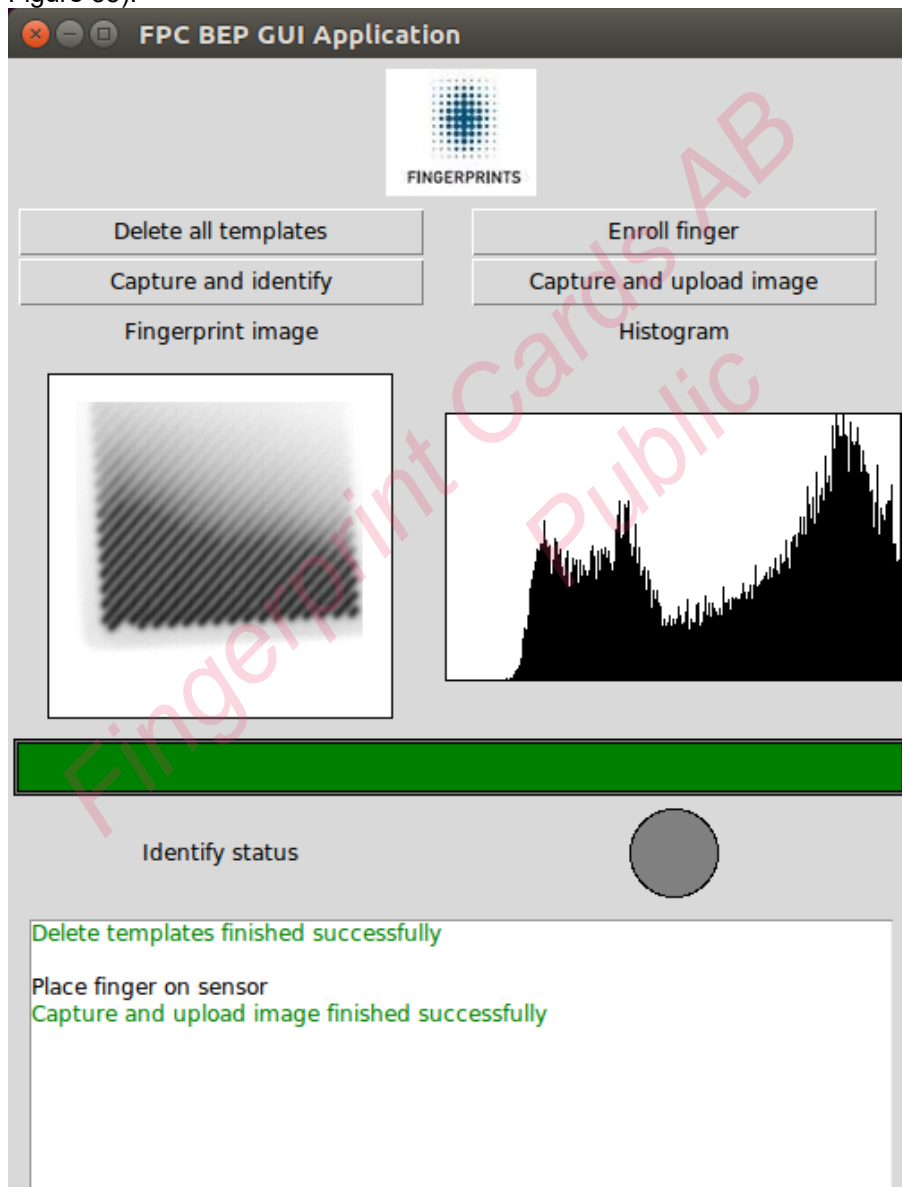 FPC BEP GUI Application
FINGERPRINTS
Delete all templates
Enroll finger
Capture and identify
Capture and upload image
Fingerprint image
Histogram
Identify status
Delete templates finished successfully
Place finger on sensor
Capture and upload image finished successfully
Fingerprint Cards AB
Public